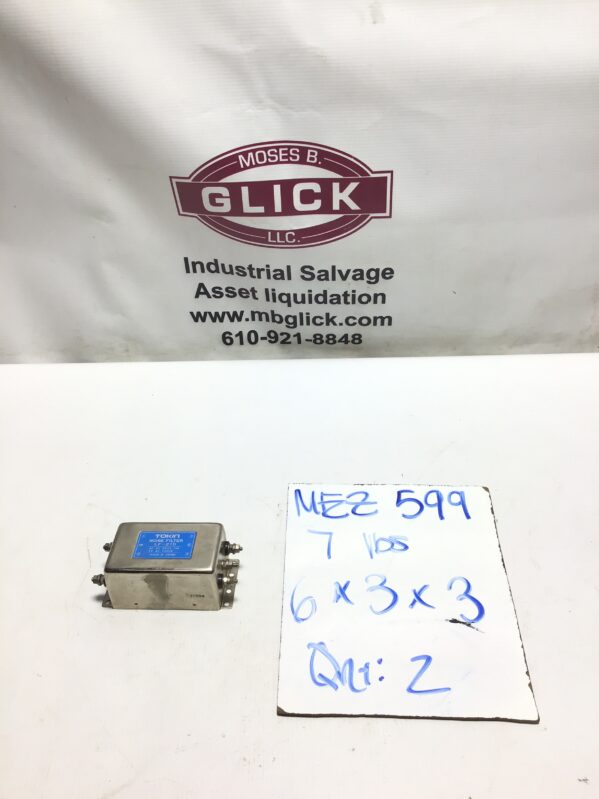 MOSES B.
GLICK
LLC.
Industrial Salvage
Asset liquidation
www.mbglick.com
610-921-8848
TOKIN
NOISE FILTER
MEZ 599
7 lbs
6 x 3 x 3
Qnt: 2